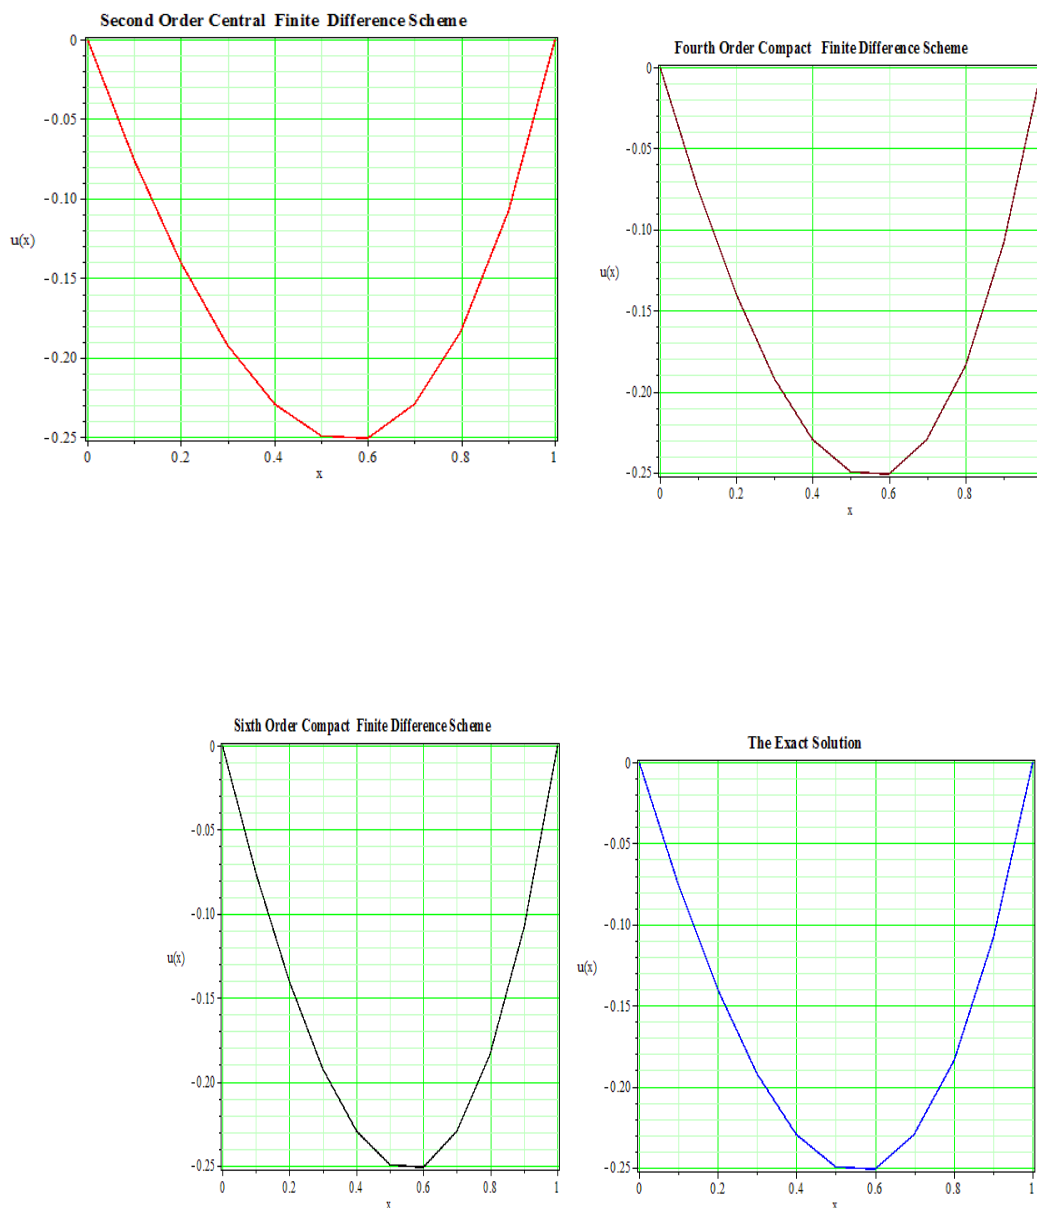 Second Order Central Finite Difference Scheme
0
-0.05
-0.10
u(x)
-0.15
-0.20
-0.25
0 0.2 0.4 0.6 0.8 1
x
Fourth Order Compact Finite Difference Scheme
0
-0.05
-0.10
u(x)
-0.15
-0.20
-0.25
0 0.2 0.4 0.6 0.8
x
Sixth Order Compact Finite Difference Scheme
0
-0.05
-0.10
u(x)
-0.15
-0.20
-0.25
0 0.2 0.4 0.6 0.8 1
x
The Exact Solution
0
-0.05
-0.10
u(x)
-0.15
-0.20
-0.25
0 0.2 0.4 0.6 0.8 1
x